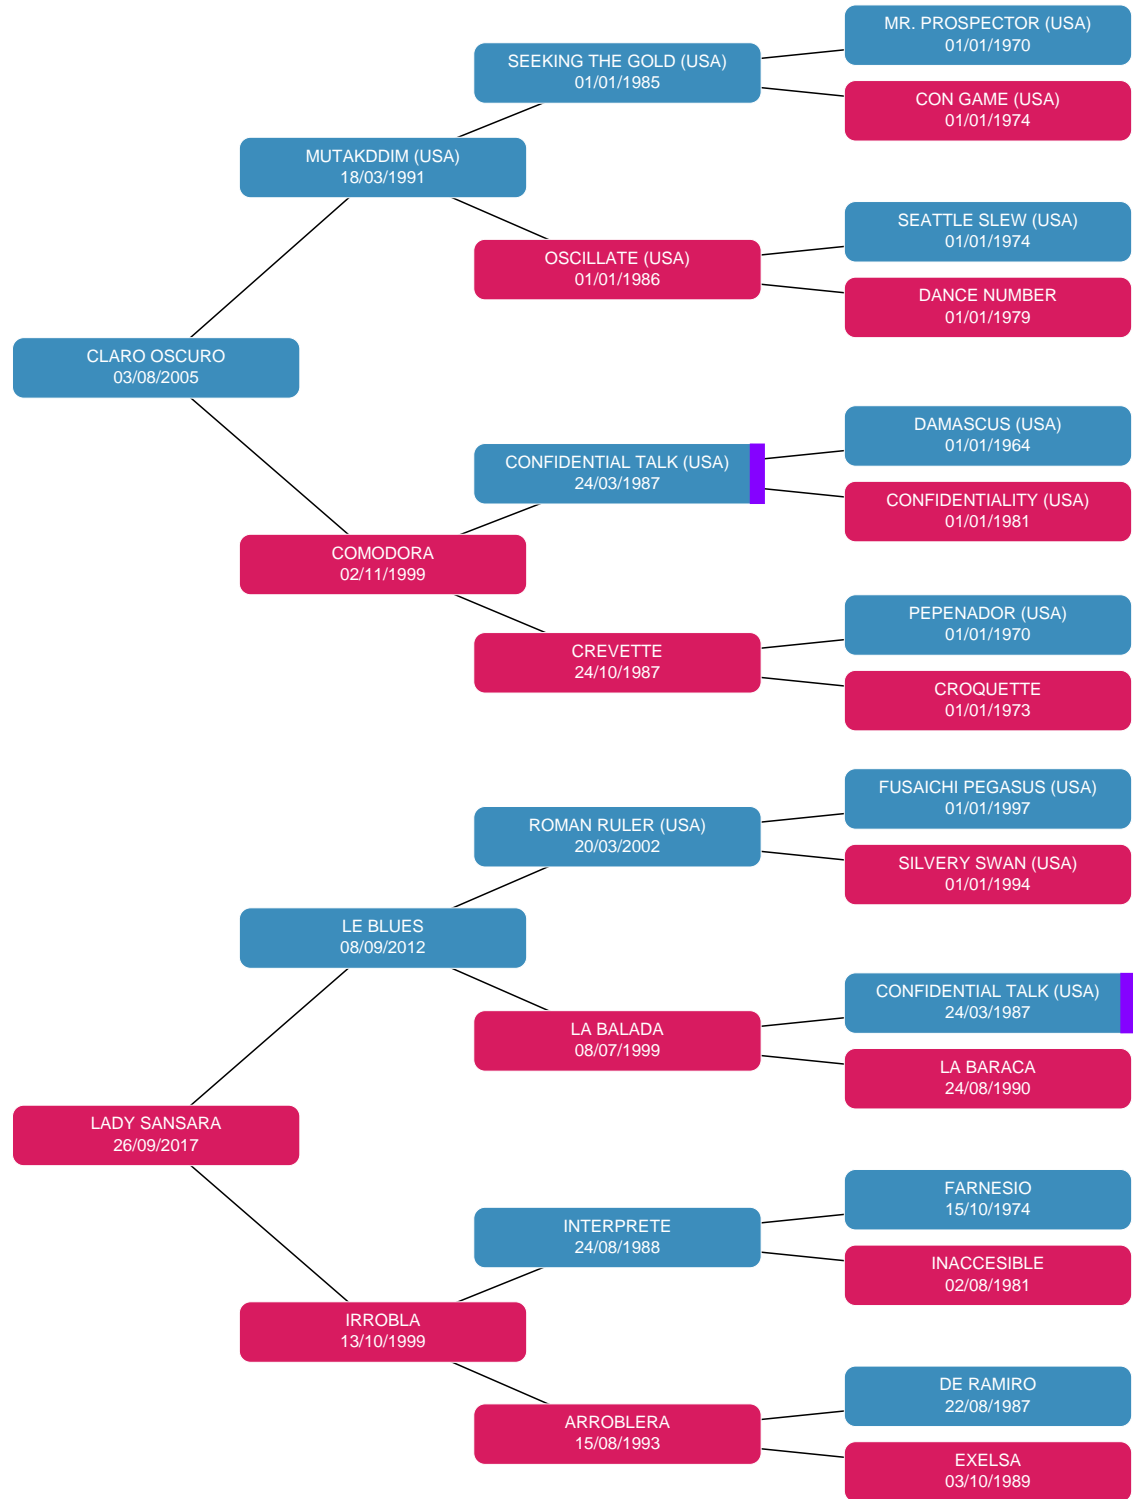 MR. PROSPECTOR (USA)
01/01/1970
SEEKING THE GOLD (USA)
01/01/1985
CON GAME (USA)
01/01/1974
MUTAKDDIM (USA)
18/03/1991
SEATTLE SLEW (USA)
01/01/1974
OSCILLATE (USA)
01/01/1986
DANCE NUMBER
01/01/1979
CLARO OSCURO
03/08/2005
DAMASCUS (USA)
01/01/1964
CONFIDENTIAL TALK (USA)
24/03/1987
CONFIDENTIALITY (USA)
01/01/1981
COMODORA
02/11/1999
PEPENADOR (USA)
01/01/1970
CREVETTE
24/10/1987
CROQUETTE
01/01/1973
FUSAICHI PEGASUS (USA)
01/01/1997
ROMAN RULER (USA)
20/03/2002
SILVERY SWAN (USA)
01/01/1994
LE BLUES
08/09/2012
CONFIDENTIAL TALK (USA)
24/03/1987
LA BALADA
08/07/1999
LA BARACA
24/08/1990
LADY SANSARA
26/09/2017
FARNESIO
15/10/1974
INTERPRETE
24/08/1988
INACCESIBLE
02/08/1981
IRROBLA
13/10/1999
DE RAMIRO
22/08/1987
ARROBLERA
15/08/1993
EXELSA
03/10/1989